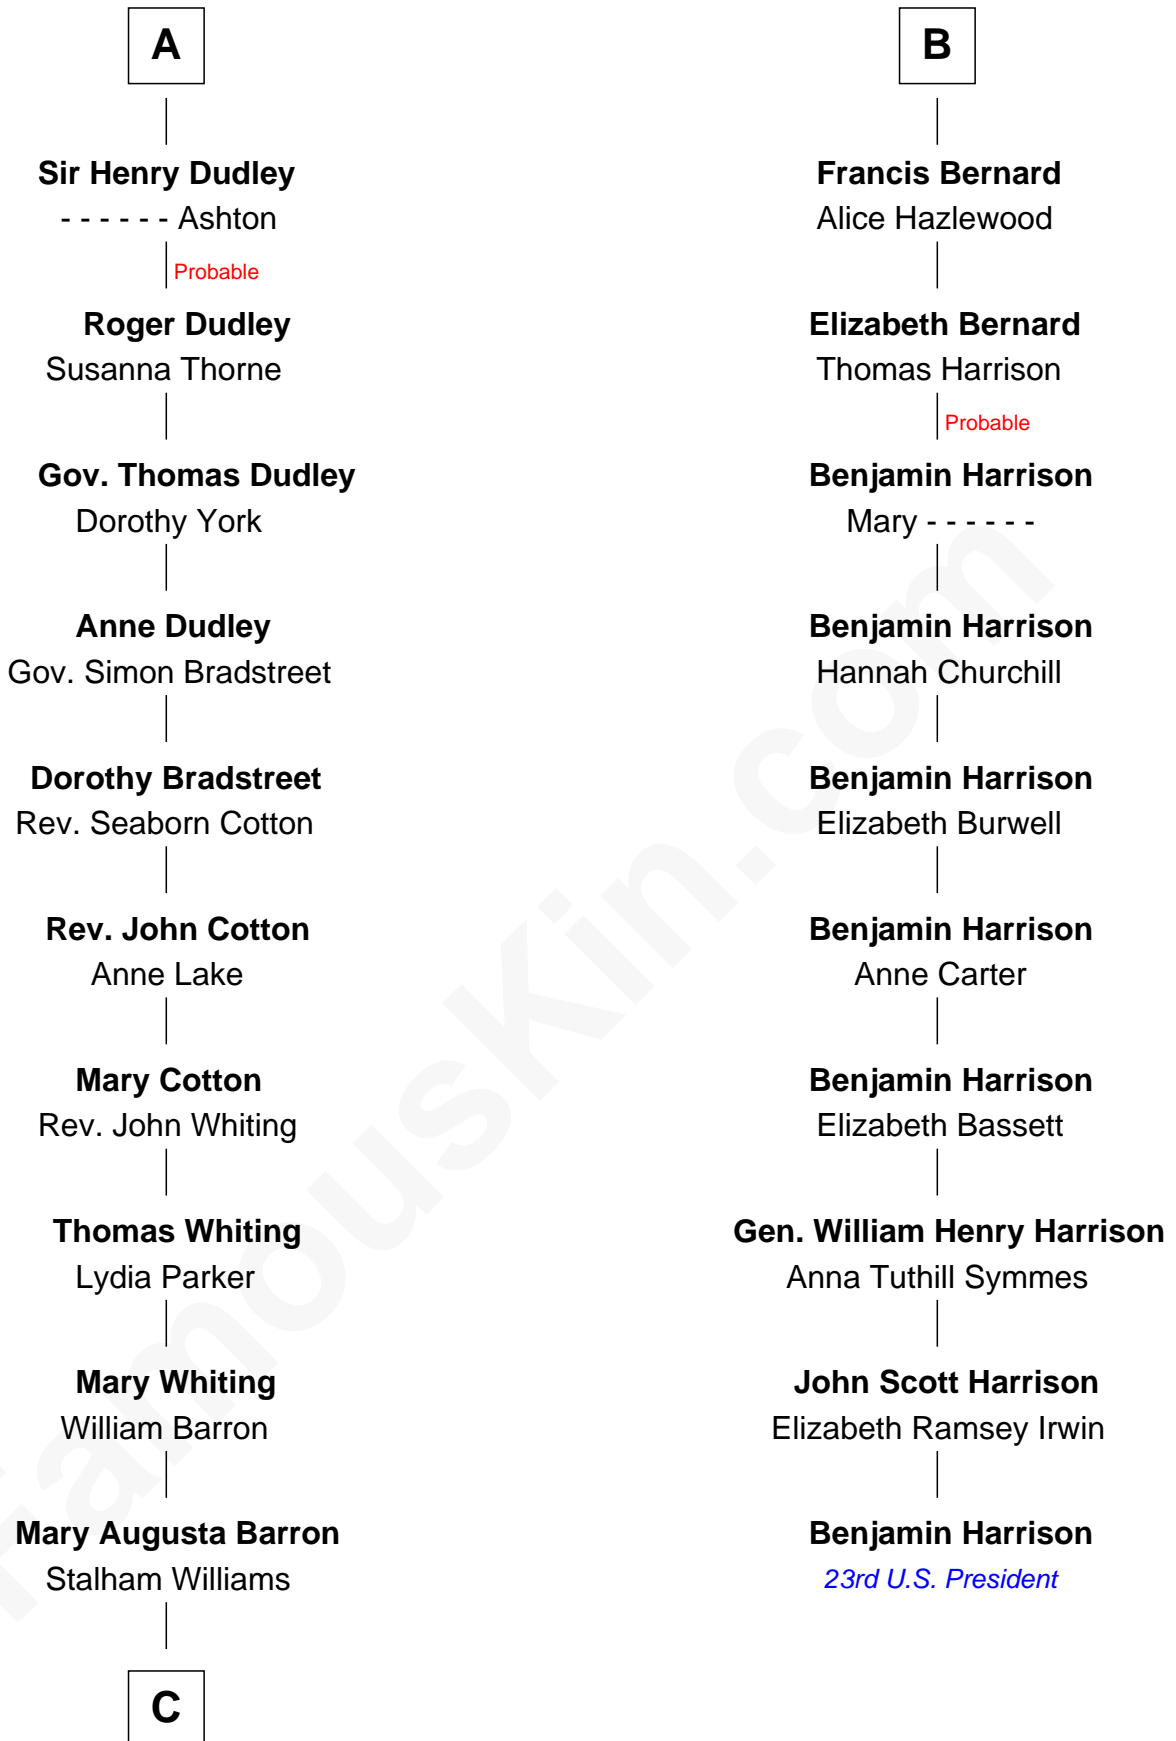 A
Sir Henry Dudley
- - - - - - Ashton
Probable
Roger Dudley
Susanna Thorne
Gov. Thomas Dudley
Dorothy York
Anne Dudley
Gov. Simon Bradstreet
Dorothy Bradstreet
Rev. Seaborn Cotton
Rev. John Cotton
Anne Lake
Mary Cotton
Rev. John Whiting
Thomas Whiting
Lydia Parker
Mary Whiting
William Barron
Mary Augusta Barron
Stalham Williams
C
B
Francis Bernard
Alice Hazlewood
Elizabeth Bernard
Thomas Harrison
Probable
Benjamin Harrison
Mary - - - - - -
Benjamin Harrison
Hannah Churchill
Benjamin Harrison
Elizabeth Burwell
Benjamin Harrison
Anne Carter
Benjamin Harrison
Elizabeth Bassett
Gen. William Henry Harrison
Anna Tuthill Symmes
John Scott Harrison
Elizabeth Ramsey Irwin
Benjamin Harrison
23rd U.S. President
FamousKin.com